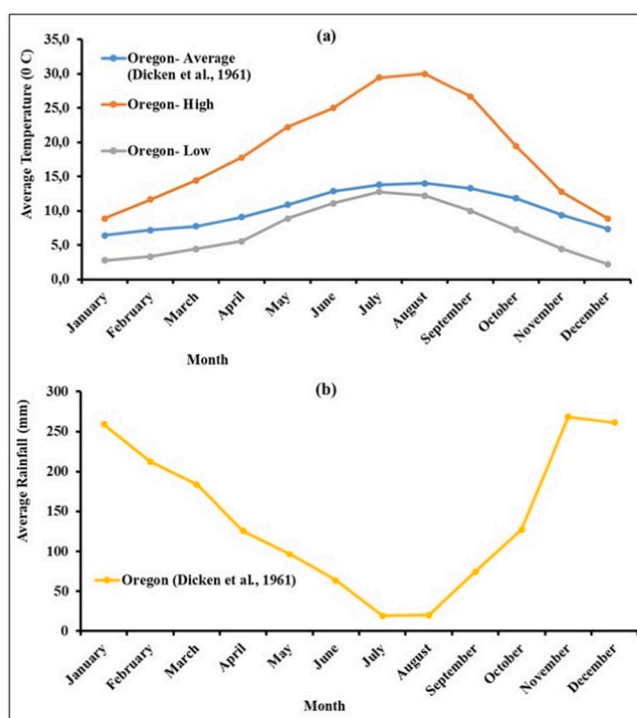 (a)
Oregon- Average
(Dicken et al., 1961)
Oregon- High
Oregon- Low
Average Temperature (0 C)
35,0
30,0
25,0
20,0
15,0
10,0
5,0
0,0
January
February
March
April
May
June
July
August
September
October
November
December
Month
(b)
Average Rainfall (mm)
300
250
200
150
100
50
0
Oregon (Dicken et al., 1961)
January
February
March
April
May
June
July
August
September
October
November
December
Month